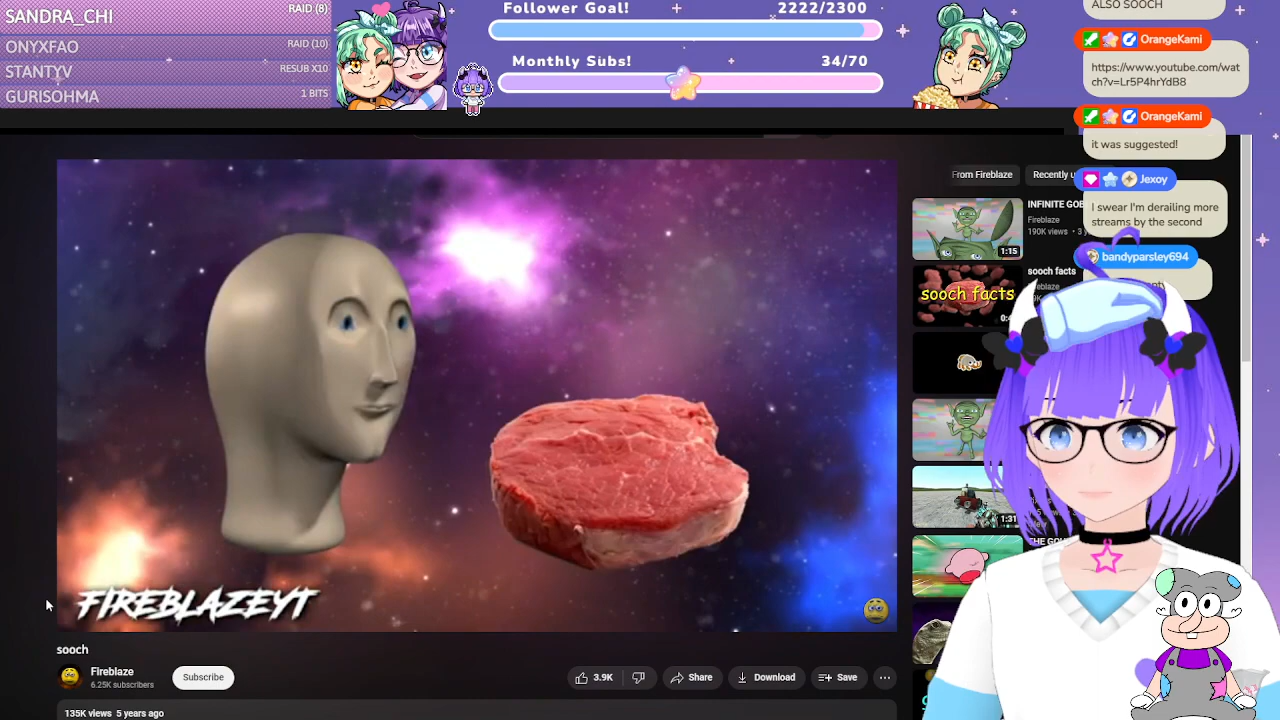 SANDRA_CHI
RAID (8)
ONYXFAO
RAID (10)
STANTYV
RESUB X10
GURISOHMA
1 BITS
Follower Goal!
2222/2300
Monthly Subs!
34/70
ALSO SOOCH
OrangeKami
https://www.youtube.com/wat
ch?v=Lr5P4hrYdB8
OrangeKami
it was suggested!
Jexoy
I swear I'm derailing more
streams by the second
bandyparsley694
From Fireblaze
Recently
INFINITE
Fireblaze
190K views
1:15
sooch facts
sooch facts
1:31
FIREBLAZEYT
sooch
Fireblaze
6.25K subscribers
Subscribe
3.9K
Share
Download
Save
135K views 5 years ago